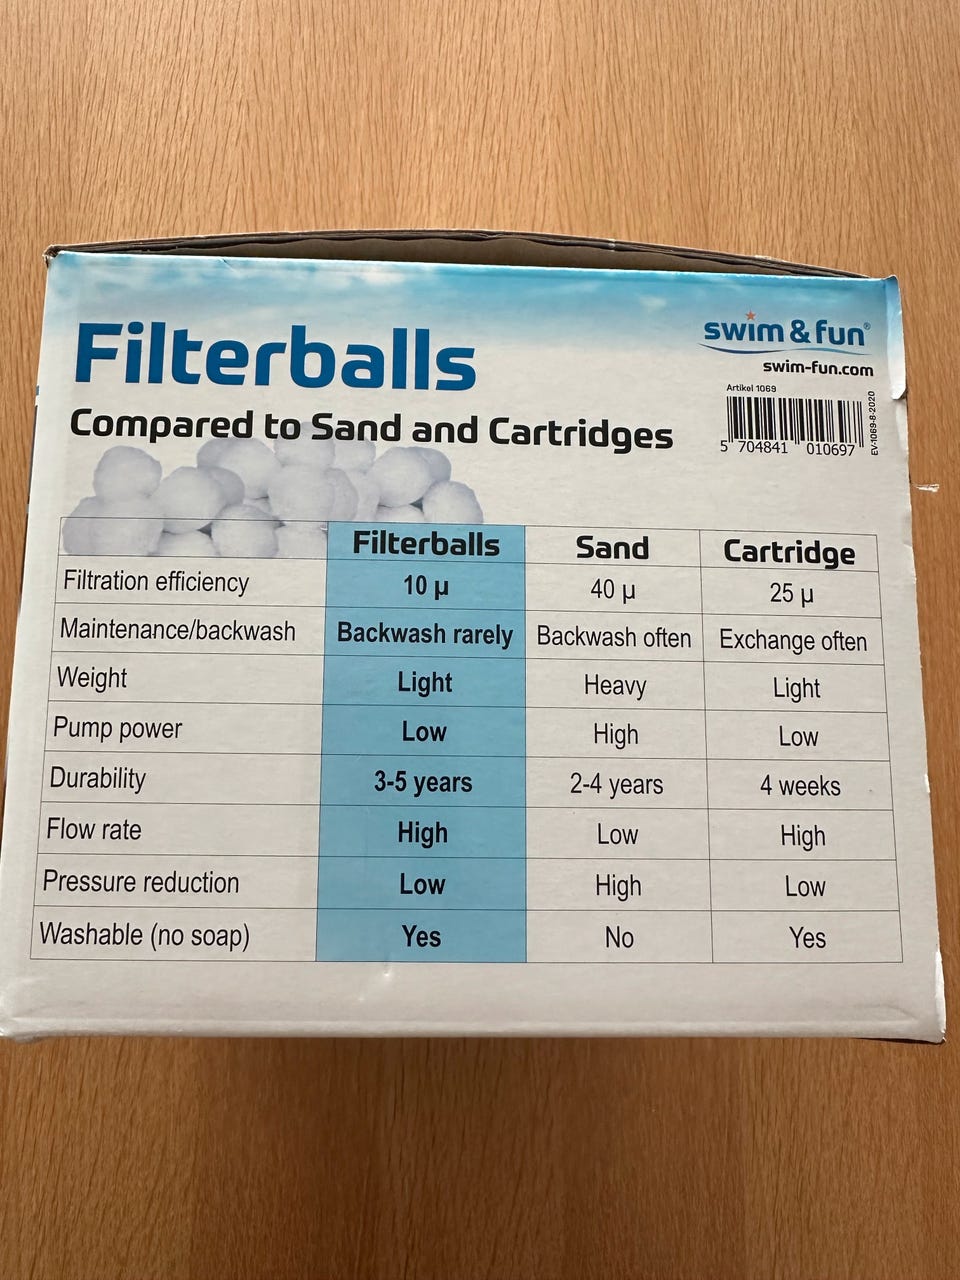 Filterballs
Compared to Sand and Cartridges
swim & fun®
swim-fun.com
Artikel 1069
5 704841 010697
EV-1069-8-2020
Filterballs Sand Cartridge
Filtration efficiency 10 µ 40 µ 25 µ
Maintenance/backwash Backwash rarely Backwash often Exchange often
Weight Light Heavy Light
Pump power Low High Low
Durability 3-5 years 2-4 years 4 weeks
Flow rate High Low High
Pressure reduction Low High Low
Washable (no soap) Yes No Yes